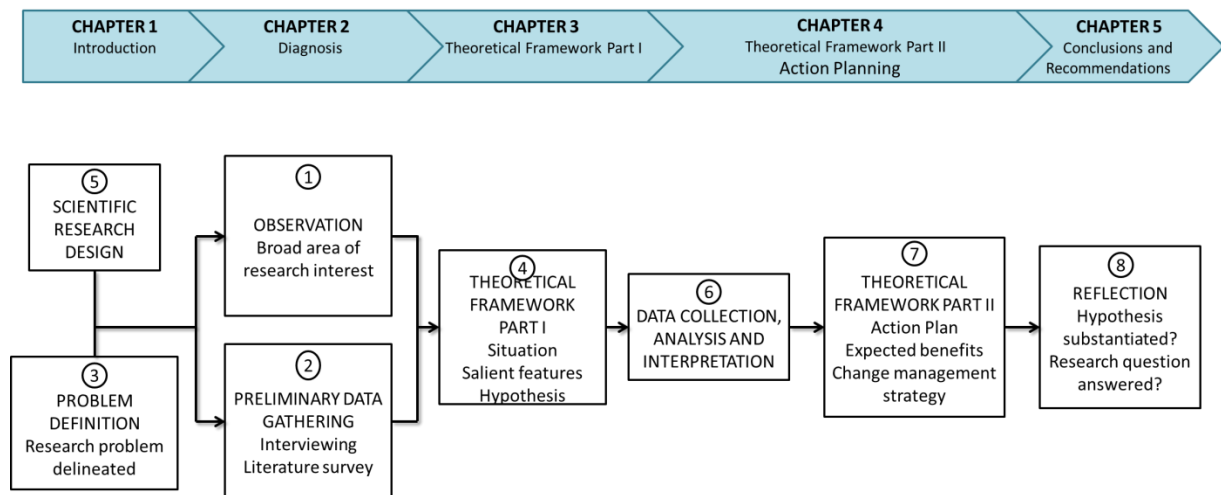 CHAPTER 1
Introduction
CHAPTER 2
Diagnosis
CHAPTER 3
Theoretical Framework Part I
CHAPTER 4
Theoretical Framework Part II
Action Planning
CHAPTER 5
Conclusions and
Recommendations
5
SCIENTIFIC
RESEARCH
DESIGN
3
PROBLEM
DEFINITION
Research problem
delineated
1
OBSERVATION
Broad area of
research interest
2
PRELIMINARY DATA
GATHERING
Interviewing
Literature survey
4
THEORETICAL
FRAMEWORK
PART I
Situation
Salient features
Hypothesis
6
DATA COLLECTION,
ANALYSIS AND
INTERPRETATION
7
THEORETICAL
FRAMEWORK PART II
Action Plan
Expected benefits
Change management
strategy
8
REFLECTION
Hypothesis
substantiated?
Research question
answered?